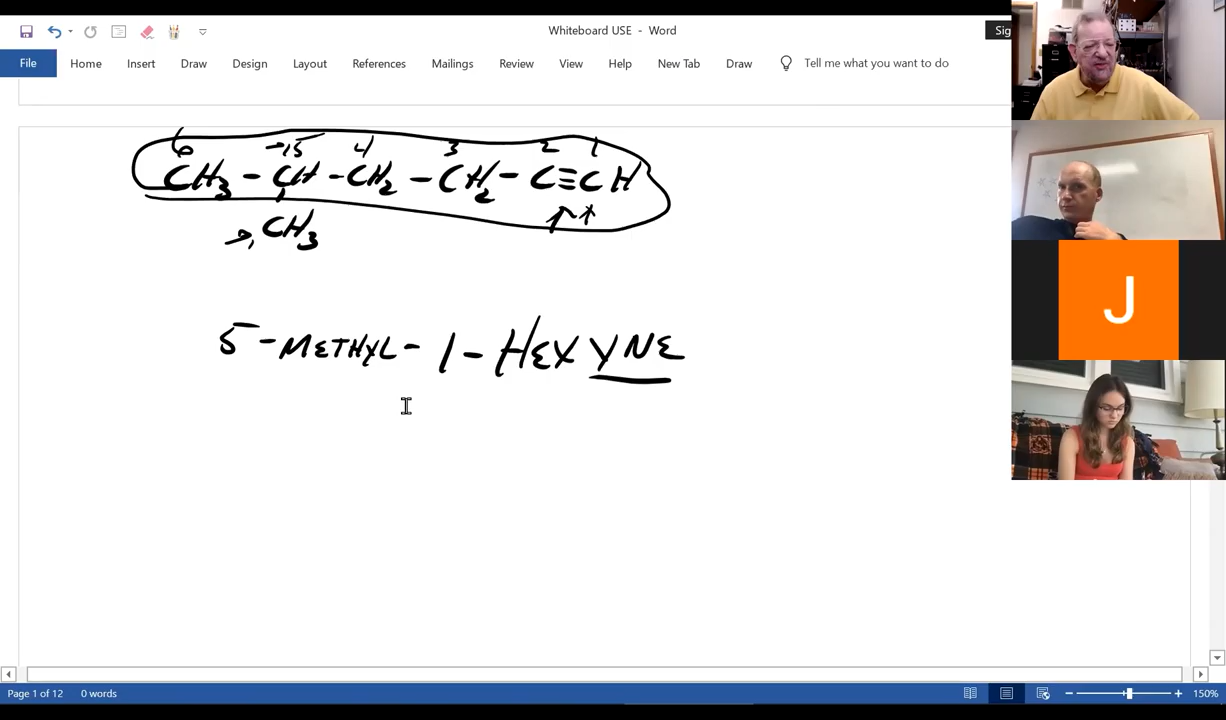 Whiteboard USE - Word
Sig
File Home Insert Draw Design Layout References Mailings Review View Help New Tab Draw Tell me what you want to do
6 5 4 3 2 1
CH3 - CH - CH2 - CH2 - C≡CH
CH3
5-METHYL-1-HEXYNE
J
Page 1 of 12 0 words 150%